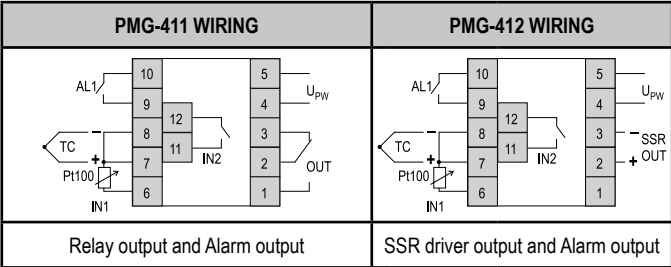 PMG-411 WIRING
PMG-412 WIRING
AL1
10
9
8
7
6
12
11
IN2
TC
–
+
Pt100
IN1
5
4
3
2
1
UPW
OUT
AL1
10
9
8
7
6
12
11
IN2
TC
–
+
Pt100
IN1
5
4
3
2
1
UPW
– SSR
+ OUT
Relay output and Alarm output
SSR driver output and Alarm output